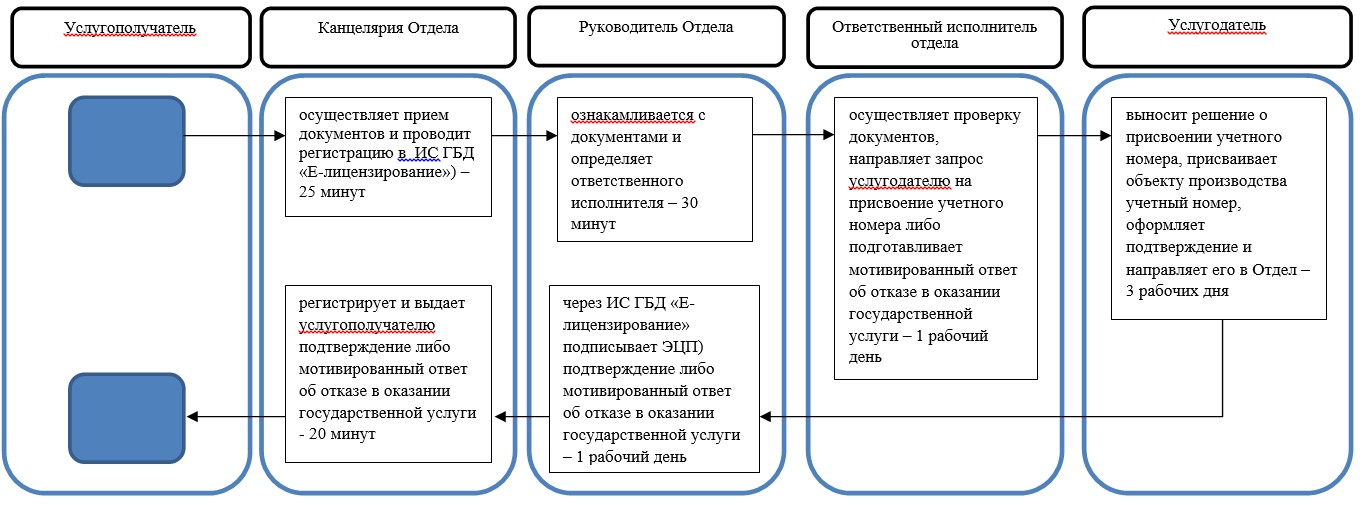 Услугополучатель
Канцелярия Отдела
Руководитель Отдела
Ответственный исполнитель
отдела
Услугодатель
осуществляет прием
документов и проводит
регистрацию в  ИС ГБД
«Е-лицензирование») –
25 минут
ознакамливается с
документами и
определяет
ответственного
исполнителя – 30
минут
осуществляет проверку
документов,
направляет запрос
услугодателю на
присвоение учетного
номера либо
подготавливает
мотивированный ответ
об отказе в оказании
государственной
услуги – 1 рабочий
день
выносит решение о
присвоении учетного
номера, присваивает
объекту производства
учетный номер,
оформляет
подтверждение и
направляет его в Отдел –
3 рабочих дня
регистрирует и выдает
услугополучателю
подтверждение либо
мотивированный ответ
об отказе в оказании
государственной услуги
- 20 минут
через ИС ГБД «Е-
лицензирование»
подписывает ЭЦП)
подтверждение либо
мотивированный ответ
об отказе в оказании
государственной услуги
– 1 рабочий день